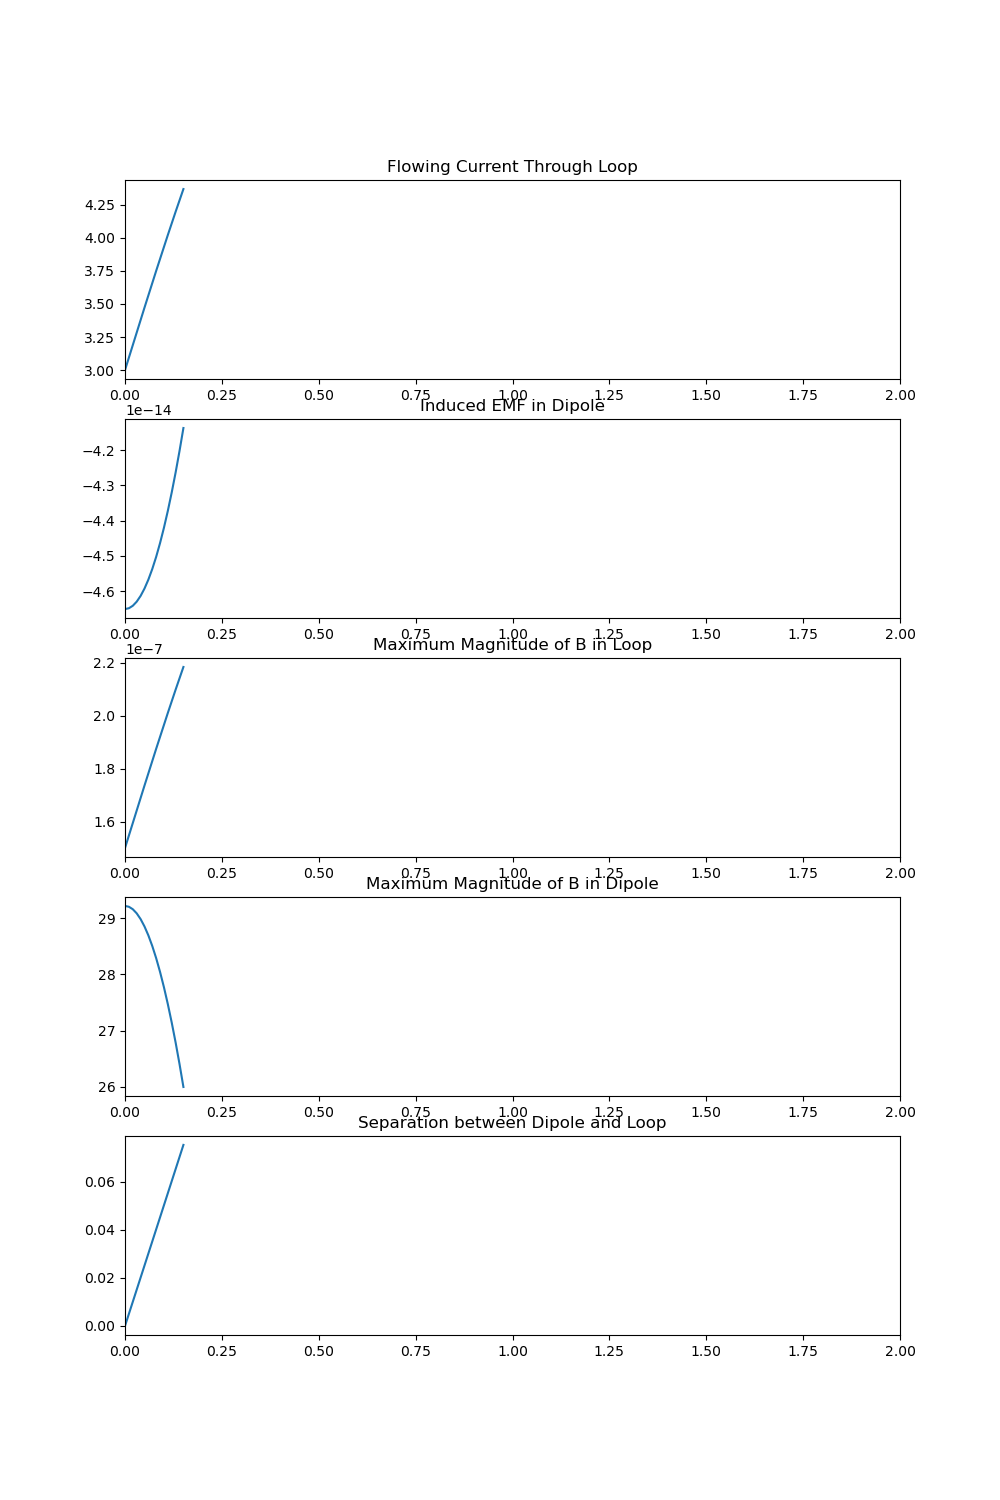 Flowing Current Through Loop
4.25
4.00
3.75
3.50
3.25
3.00
0.00 0.25 0.50 0.75 1.00 1.25 1.50 1.75 2.00
Induced EMF in Dipole
1e−14
−4.2
−4.3
−4.4
−4.5
−4.6
0.00 0.25 0.50 0.75 1.00 1.25 1.50 1.75 2.00
Maximum Magnitude of B in Loop
1e−7
2.2
2.0
1.8
1.6
0.00 0.25 0.50 0.75 1.00 1.25 1.50 1.75 2.00
Maximum Magnitude of B in Dipole
29
28
27
26
0.00 0.25 0.50 0.75 1.00 1.25 1.50 1.75 2.00
Separation between Dipole and Loop
0.06
0.04
0.02
0.00
0.00 0.25 0.50 0.75 1.00 1.25 1.50 1.75 2.00